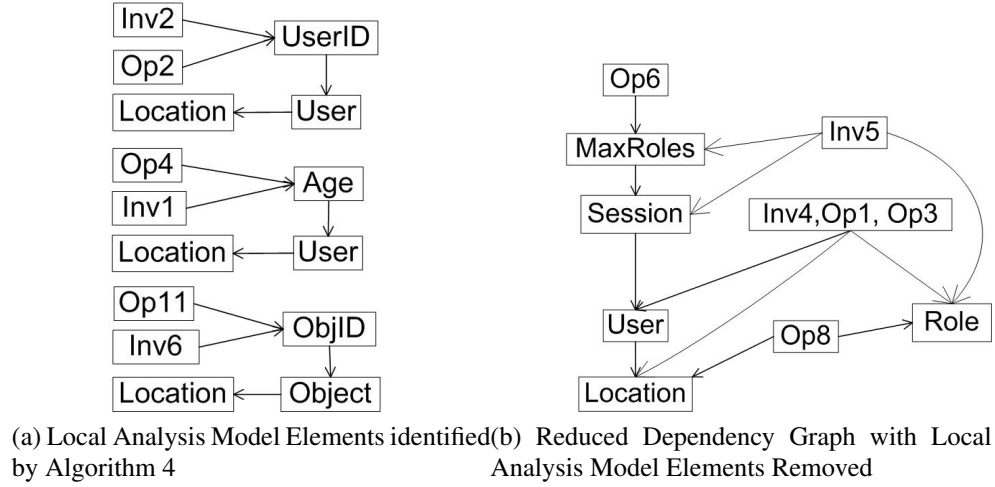 Inv2
UserID
Op2
Location
User
Op4
Age
Inv1
Location
User
Op11
ObjID
Inv6
Location
Object
(a) Local Analysis Model Elements identified
by Algorithm 4
Op6
Inv5
MaxRoles
Session
Inv4,Op1, Op3
User
Op8
Role
Location
(b) Reduced Dependency Graph with Local
Analysis Model Elements Removed